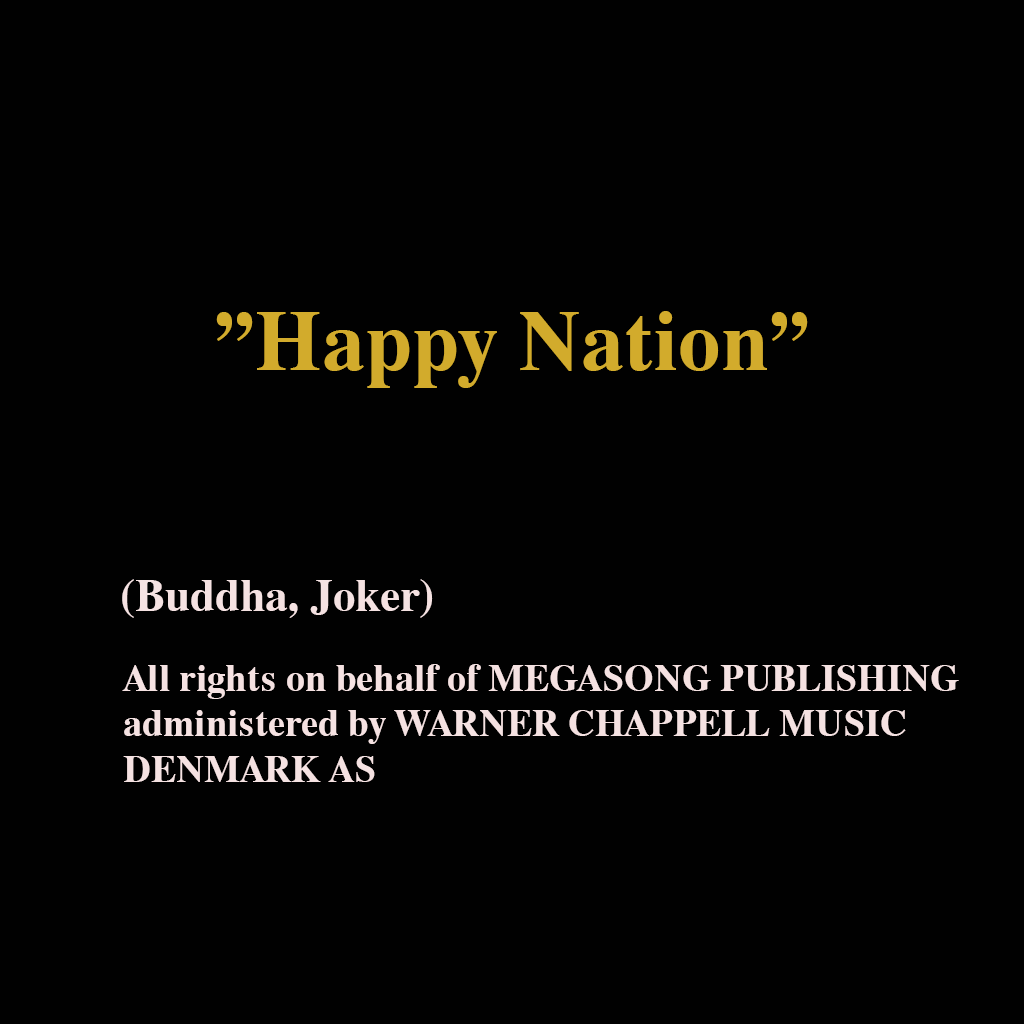 ”Happy Nation”
(Buddha, Joker)
All rights on behalf of MEGASONG PUBLISHING
administered by WARNER CHAPPELL MUSIC
DENMARK AS